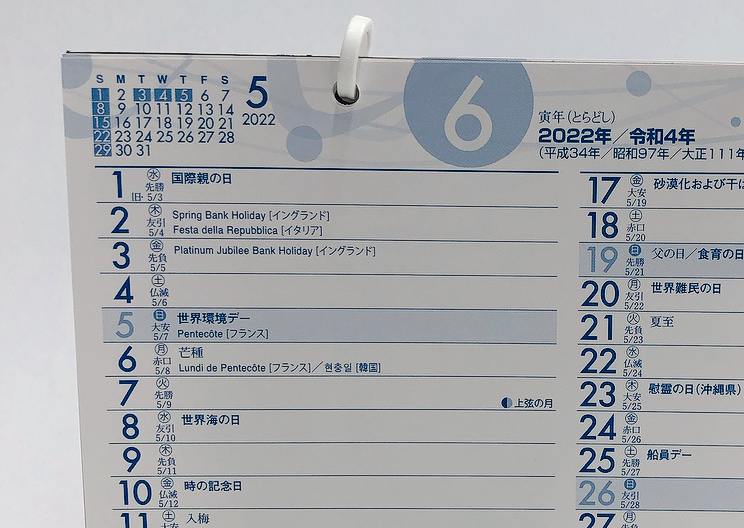 S M T W T F S
1 2 3 4 5 6 7
8 9 10 11 12 13 14
15 16 17 18 19 20 21
22 23 24 25 26 27 28
29 30 31
5
2022
6
寅年(とらどし)
2022年/令和4年
(平成34年/昭和97年/大正111年
1 水 国際親の日
先勝
旧・5/3
2 木 Spring Bank Holiday [イングランド]
友引 Festa della Repubblica [イタリア]
5/4
3 金 Platinum Jubilee Bank Holiday [イングランド]
先負
5/5
4 土
仏滅
5/6
5 日 世界環境デー
大安 Pentecôte [フランス]
5/7
6 月 芒種
赤口 Lundi de Pentecôte [フランス]/현충일 [韓国]
5/8
7 火
先勝 上弦の月
5/9
8 水 世界海の日
友引
5/10
9 木
先負
5/11
10 金 時の記念日
仏滅
5/12
11 土 入梅
大安
17 金 砂漠化および干
大安
5/19
18 土
赤口
5/20
19 日 父の日/食育の日
先勝
5/21
20 月 世界難民の日
友引
5/22
21 火 夏至
先負
5/23
22 水
仏滅
5/24
23 木 慰霊の日(沖縄県)
大安
5/25
24 金
赤口
5/26
25 土 船員デー
先勝
5/27
26 日
友引
5/28
27 月